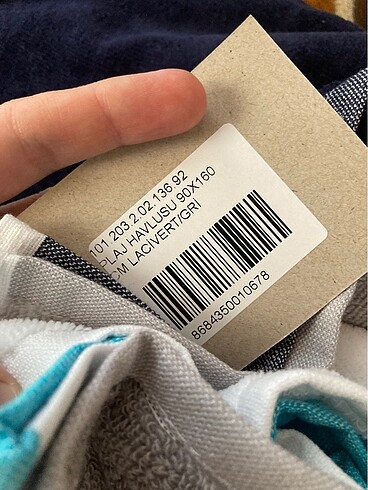 101 203.2.02.136.92
PLAJ HAVLUSU 90X160
CM LACİVERT/GRİ
8684350010678